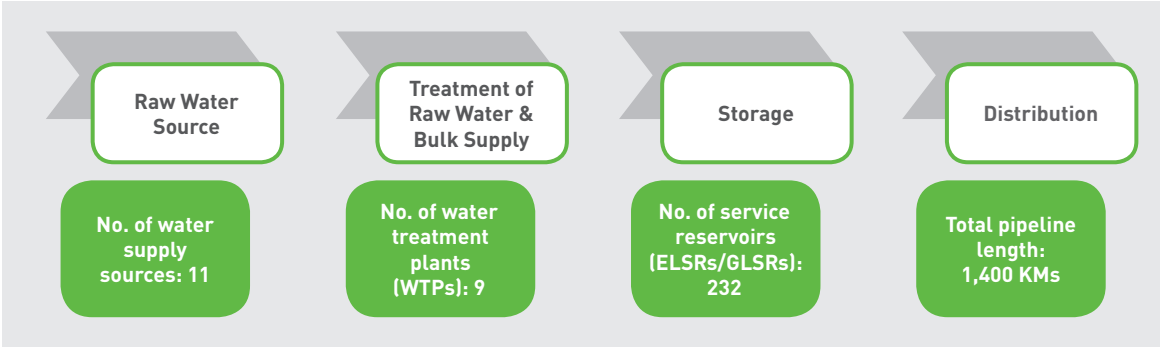 Raw Water
Source
Treatment of
Raw Water &
Bulk Supply
Storage
Distribution
No. of water
supply
sources: 11
No. of water
treatment
plants
(WTPs): 9
No. of service
reservoirs
(ELSRs/GLSRs):
232
Total pipeline
length:
1,400 KMs